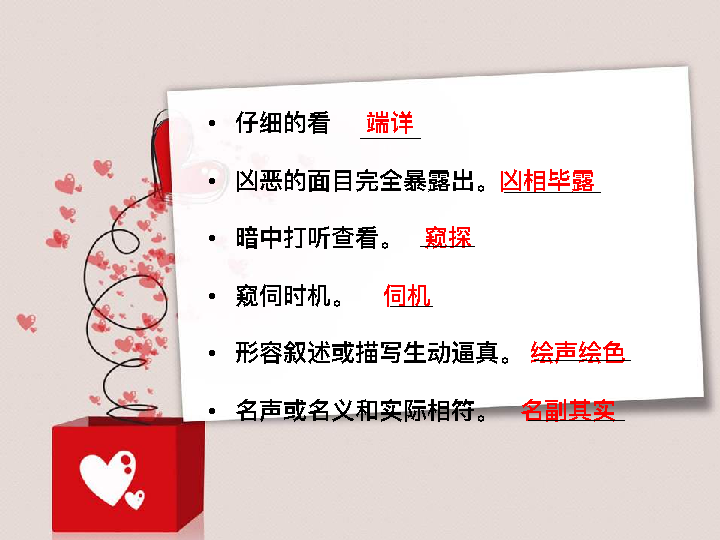 • 仔细的看 端详
• 凶恶的面目完全暴露出。凶相毕露
• 暗中打听查看。 窥探
• 窥伺时机。 伺机
• 形容叙述或描写生动逼真。 绘声绘色
• 名声或名义和实际相符。 名副其实